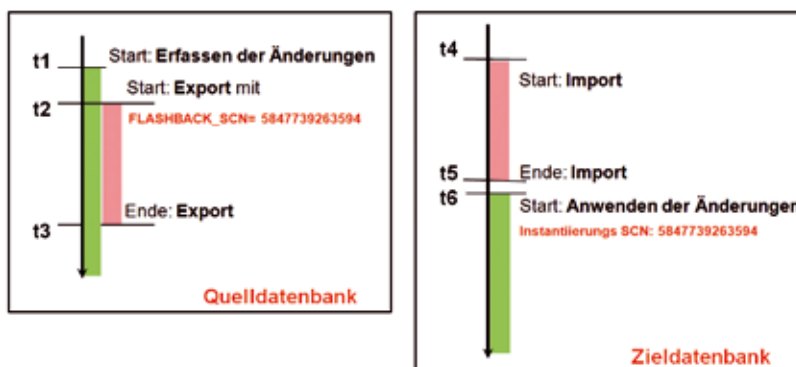 t1
Start: Erfassen der Änderungen
Start: Export mit
t2
FLASHBACK_SCN= 5847739263594
Ende: Export
t3
Quelldatenbank
t4
Start: Import
t5
Ende: Import
t6
Start: Anwenden der Änderungen
Instantiierungs SCN: 5847739263594
Zieldatenbank